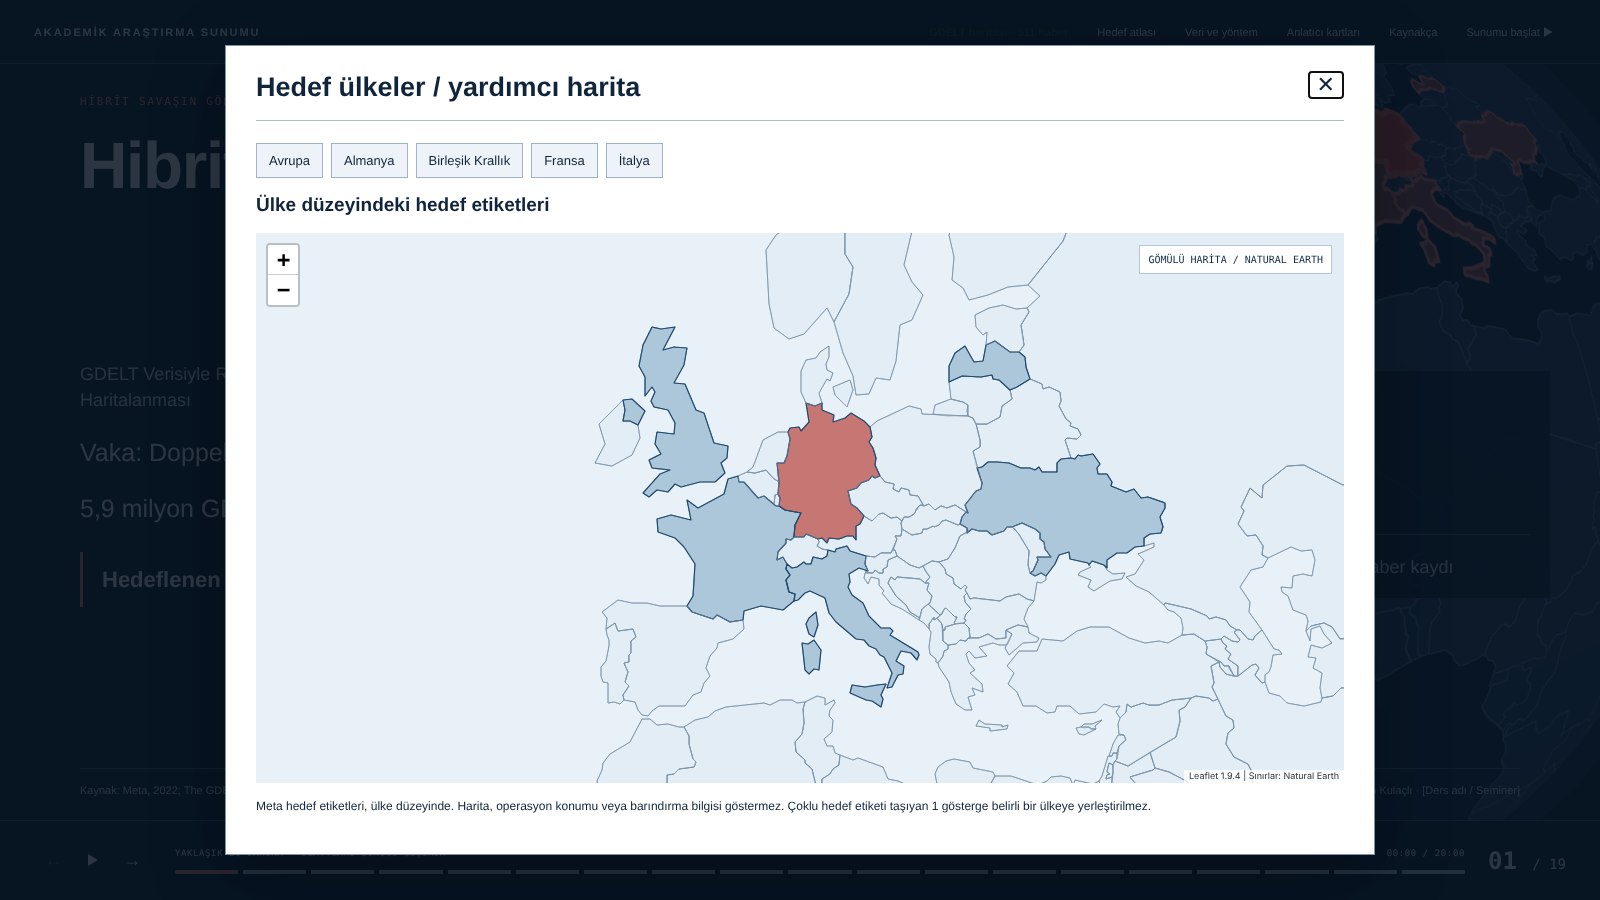 AKADEMİK ARAŞTIRMA SUNUMU
Hedef atlası
Veri ve yöntem
Anlatıcı kartları
Kaynakça
Sunumu başlat ▶
HİBRİT SAVAŞIN
Hibri
GDELT Verisiyle
Haritalanması
Vaka:
5,9 milyon
Hedeflenen
Kaynak: Meta, 2022; The
Hedef ülkeler / yardımcı harita
✕
Avrupa
Almanya
Birleşik Krallık
Fransa
İtalya
Ülke düzeyindeki hedef etiketleri
+
−
GÖMÜLÜ HARİTA / NATURAL EARTH
Leaflet 1.9.4 | Sınırlar: Natural Earth
Meta hedef etiketleri, ülke düzeyinde. Harita, operasyon konumu veya barındırma bilgisi göstermez. Çoklu hedef etiketi taşıyan 1 gösterge belirli bir ülkeye yerleştirilmez.
kaydı
Kulaçlı · [Ders adı / Seminer]
← ▶ →
00:00 / 20:00
01 / 19